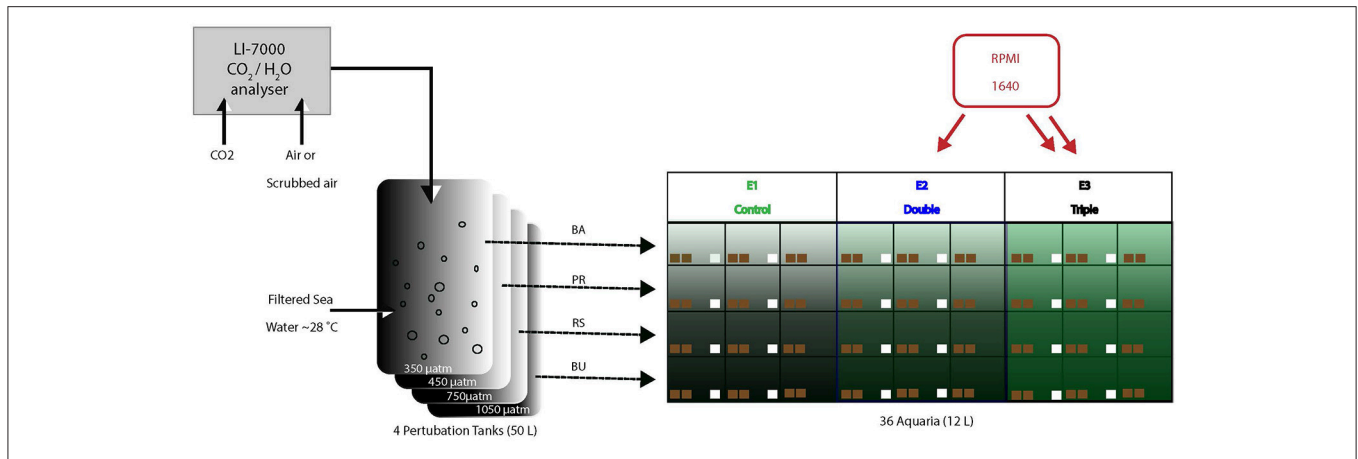 LI-7000
CO2 / H2O
analyser
CO2
Air or
Scrubbed air
Filtered Sea
Water ~28 °C
350 µatm
450 µatm
750µatm
1050 µatm
4 Pertubation Tanks (50 L)
BA
PR
RS
BU
RPMI
1640
E1
Control
E2
Double
E3
Triple
36 Aquaria (12 L)